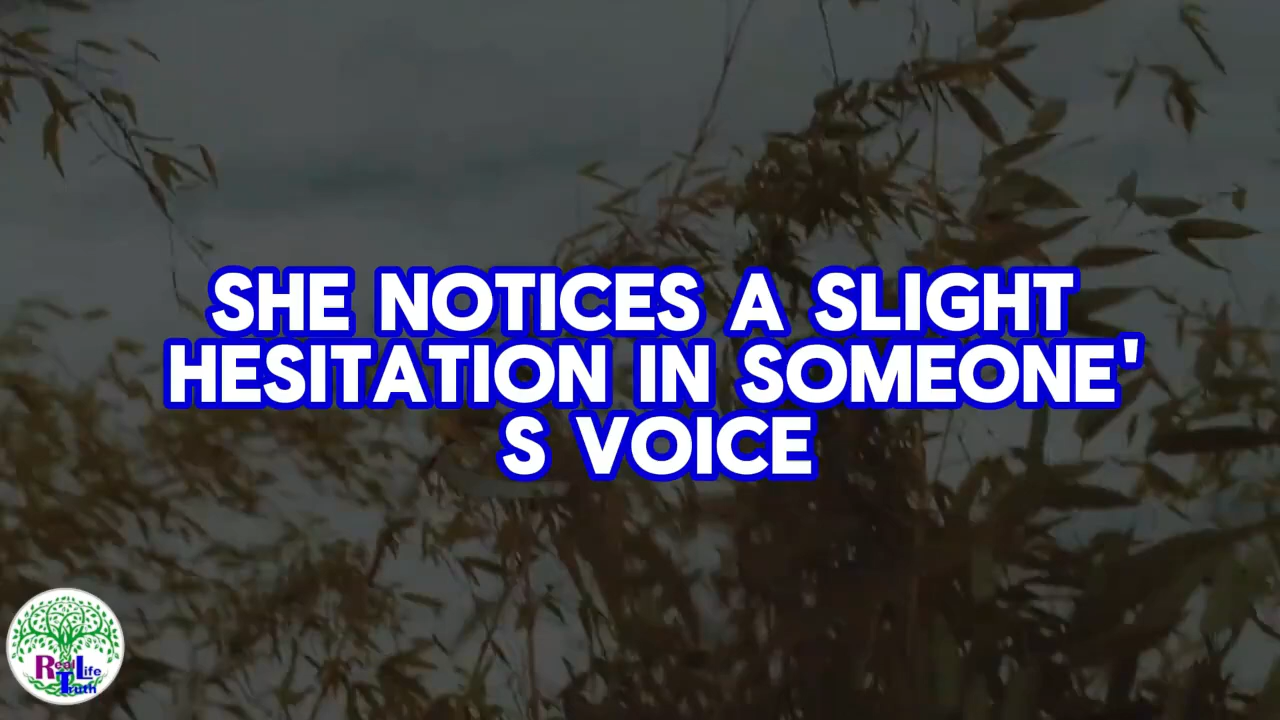 SHE NOTICES A SLIGHT
HESITATION IN SOMEONE'
S VOICE
Real Life
Truth